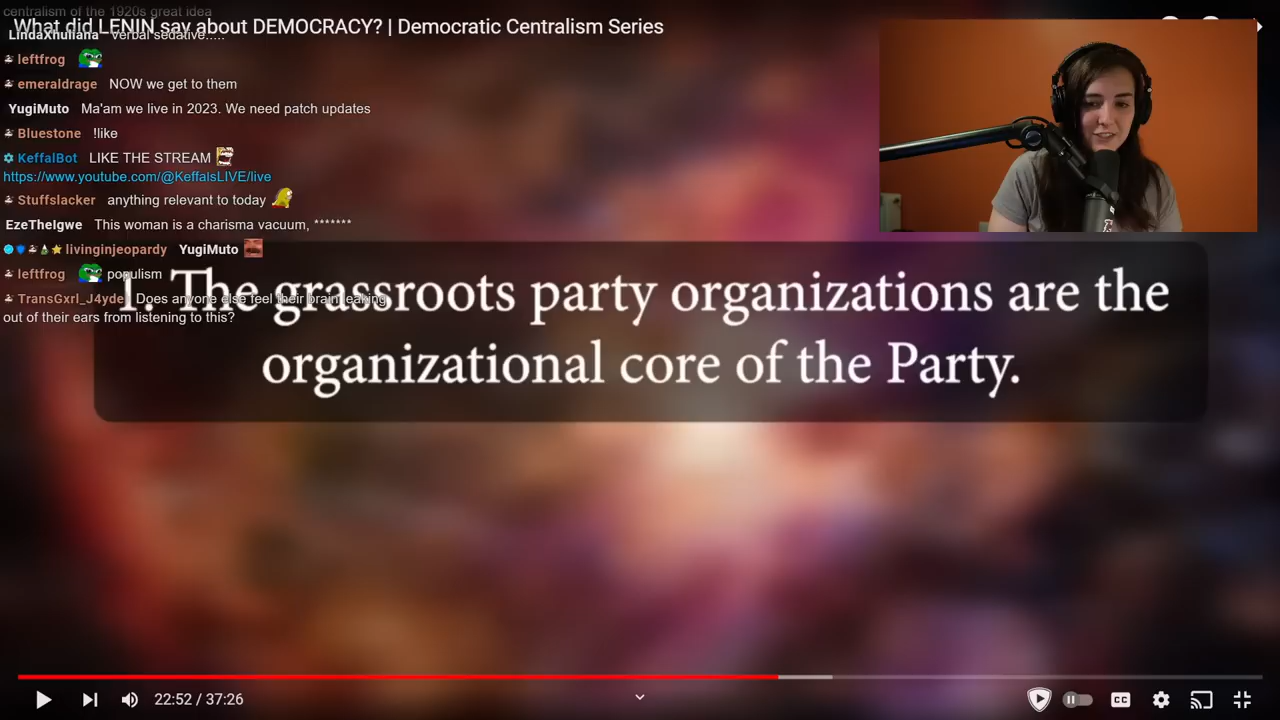 centralism of the 1920s great idea
What did LENIN say about DEMOCRACY? | Democratic Centralism Series
LindaXhuliana Verbal sedative.....
leftfrog
emeraldrage NOW we get to them
YugiMuto Ma'am we live in 2023. We need patch updates
Bluestone !like
KeffalBot LIKE THE STREAM
https://www.youtube.com/@KeffalsLIVE/live
Stuffslacker anything relevant to today
EzeTheIgwe This woman is a charisma vacuum, *******
livinginjeopardy YugiMuto
leftfrog populism
TransGxrl_J4yde Does anyone else feel their brain leaking
out of their ears from listening to this?
1. The grassroots party organizations are the
organizational core of the Party.
22:52 / 37:26
CC